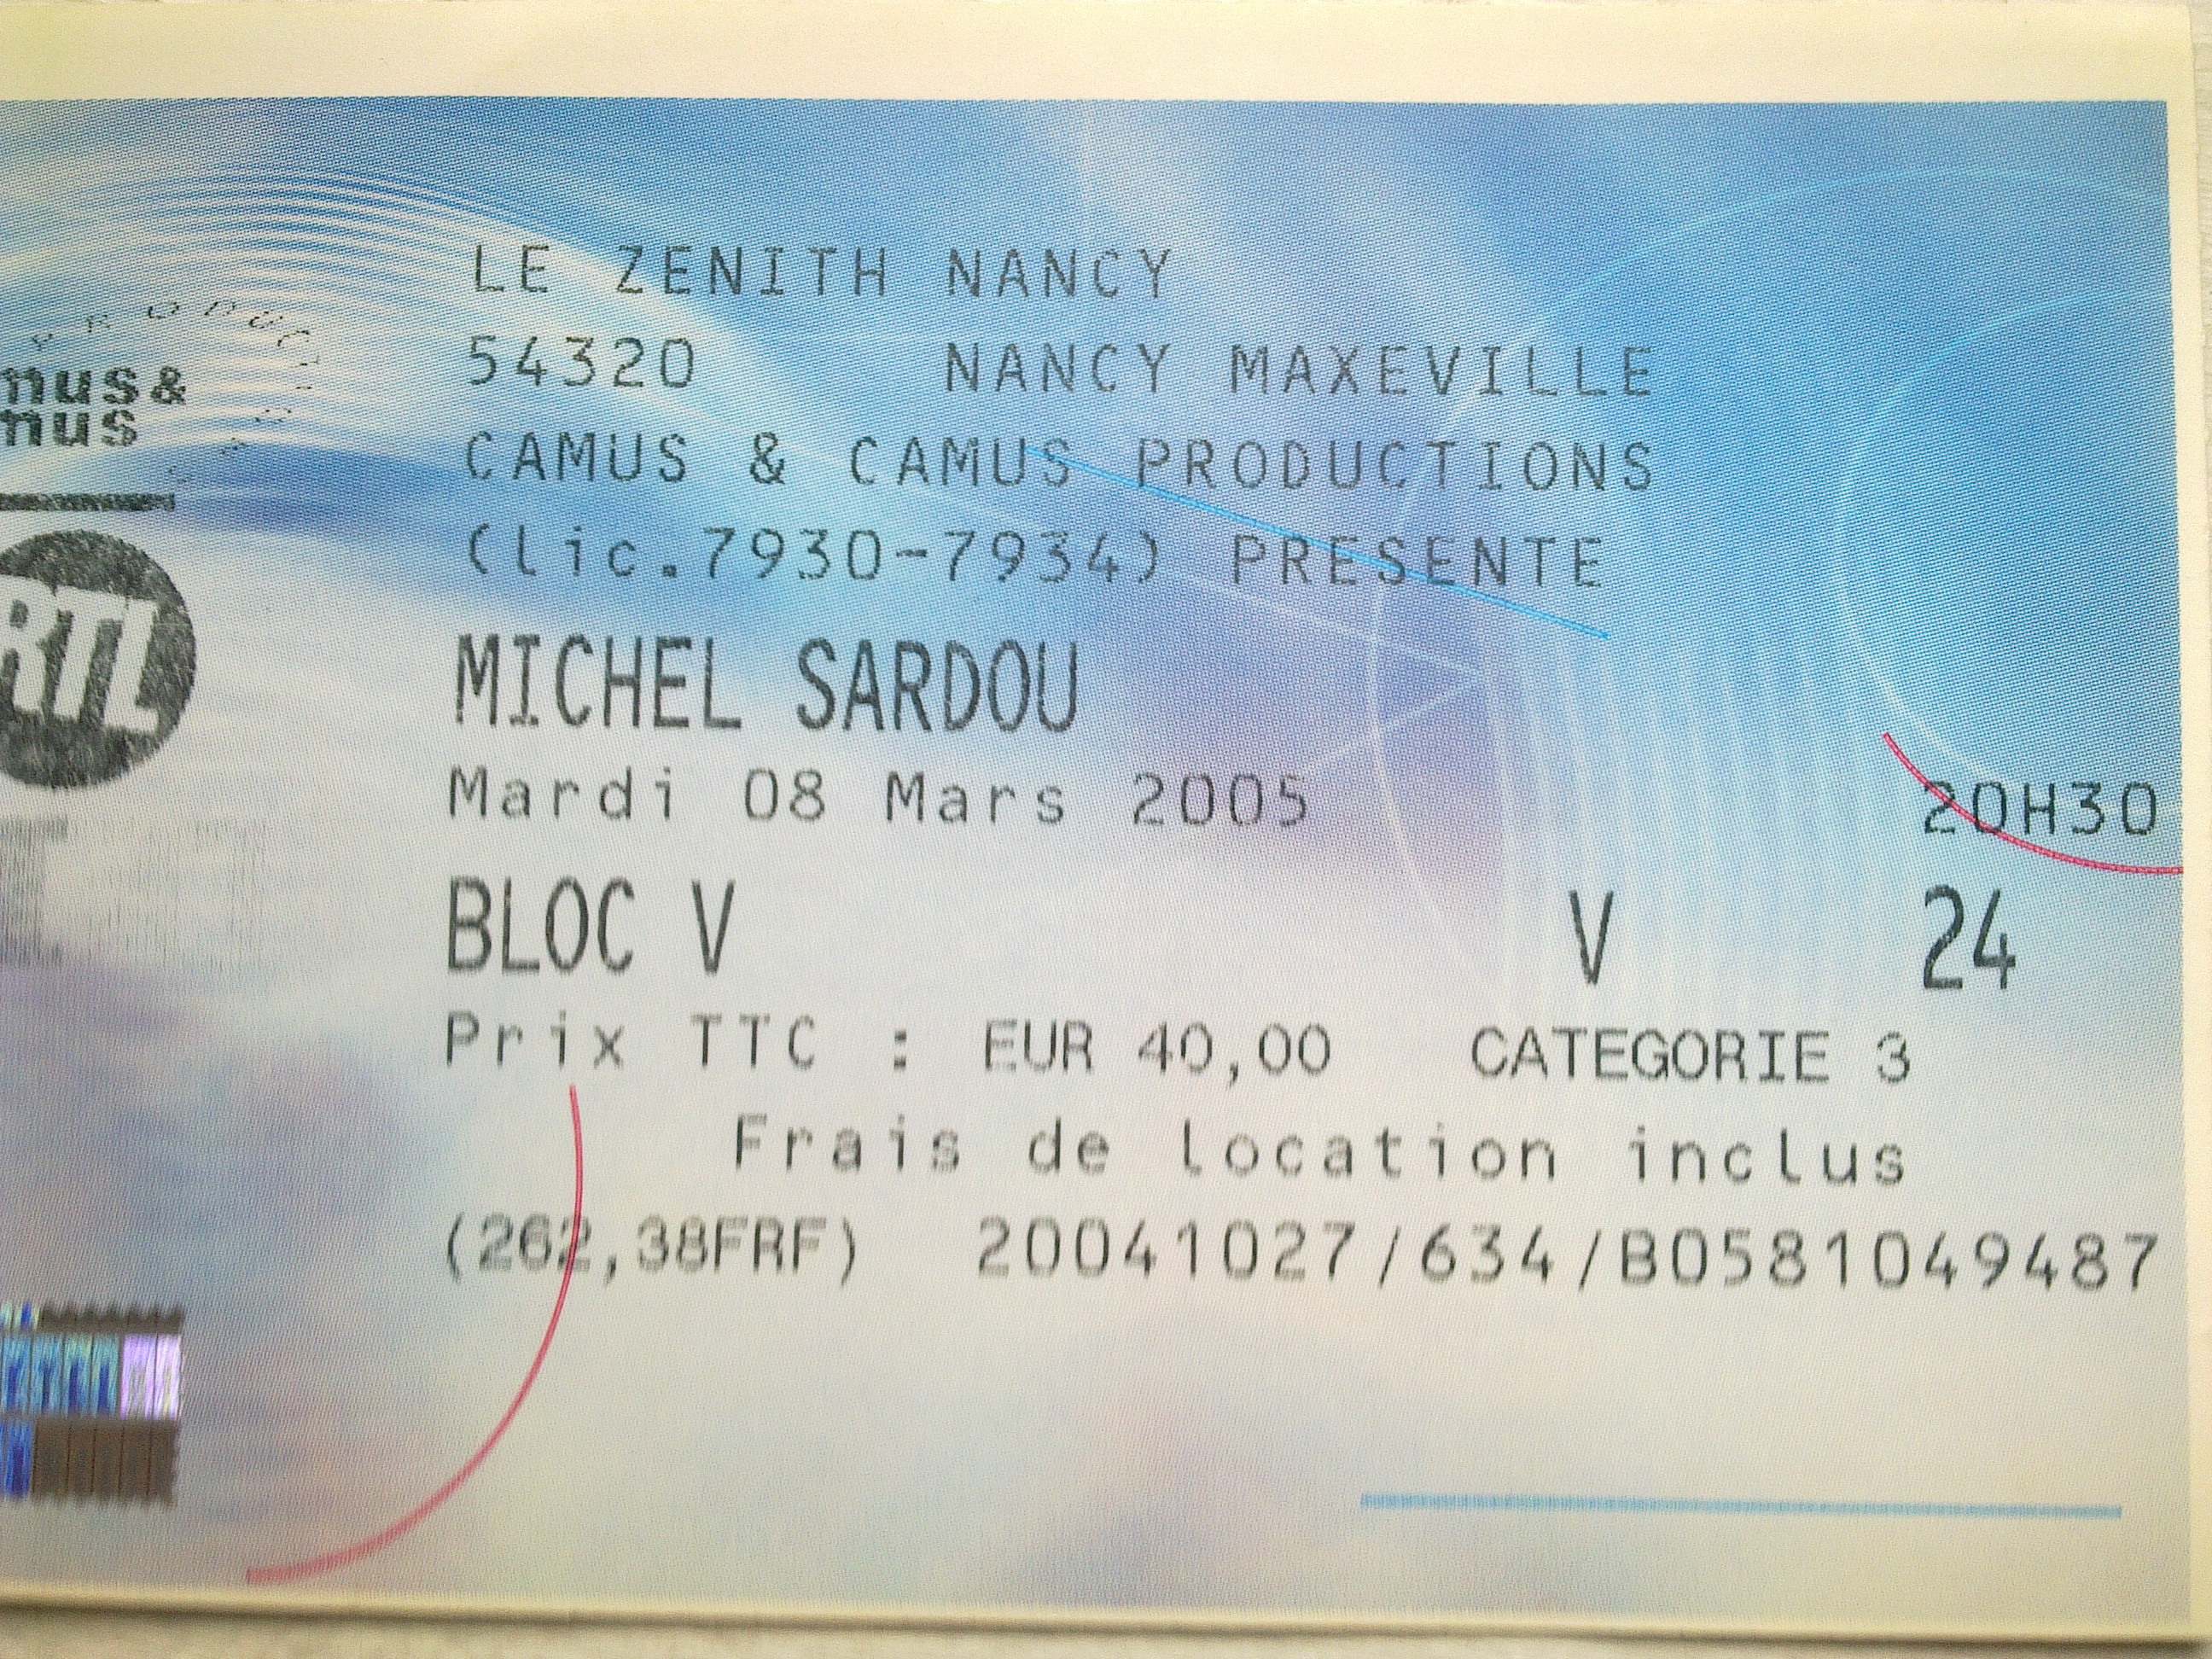 LE ZENITH NANCY
54320 NANCY MAXEVILLE
nus&
nus
CAMUS & CAMUS PRODUCTIONS
(lic.7930-7934) PRESENTE
RTL
MICHEL SARDOU
Mardi 08 Mars 2005 20H30
BLOC V V 24
Prix TTC : EUR 40,00 CATEGORIE 3
Frais de location inclus
(262,38FRF) 20041027/634/B0581049487